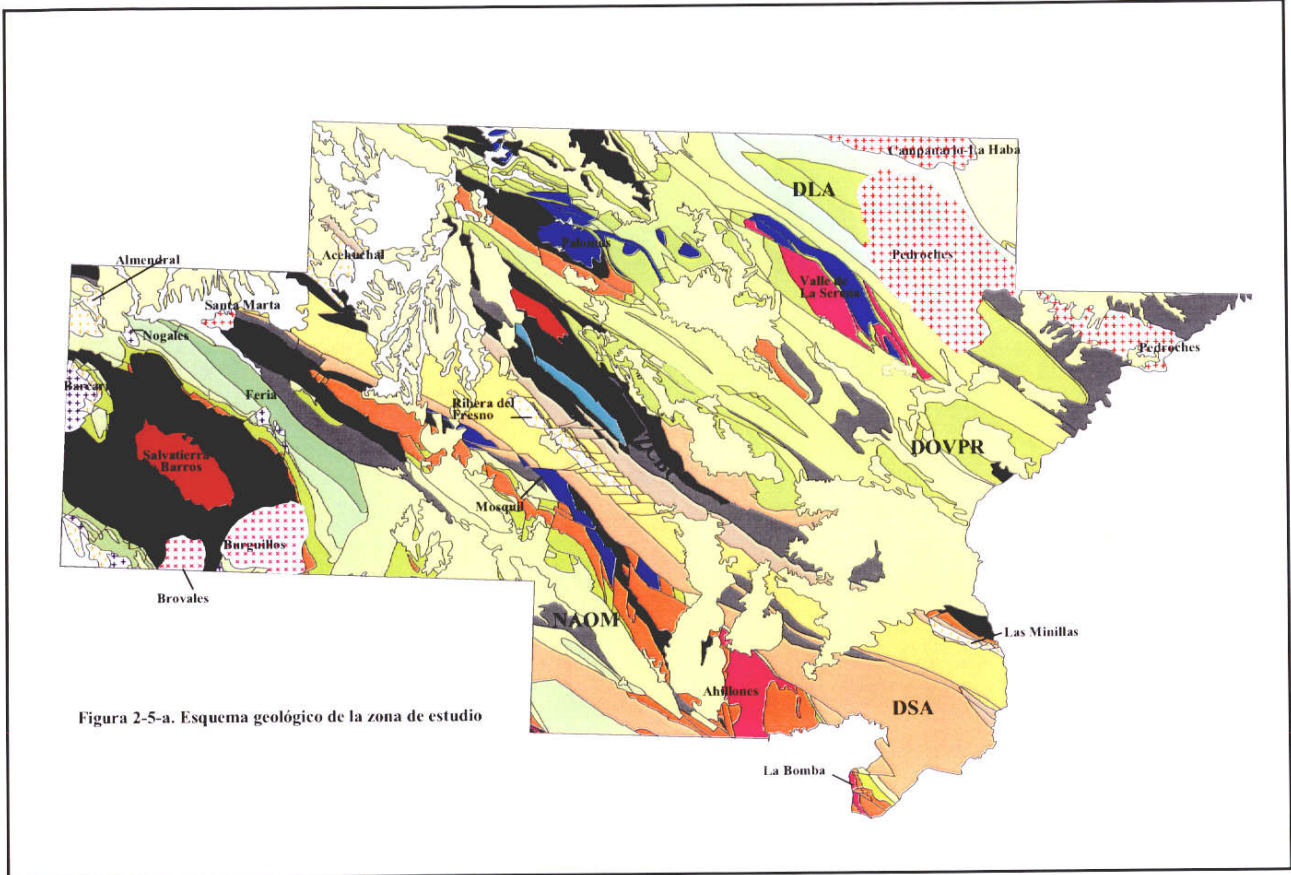 Campanario-La Haba
DLA
Almendral
Acehuchal
Palomas
Pedroches
Valle de
La Serena
Santa Marta
Nogales
Pedroches
Barcar
Feria
Ribera del
Fresno
DOVPR
Salvatierra
Barros
Mosquil
Burguillos
Brovales
NAOM
Las Minillas
Ahillones
DSA
Figura 2-5-a. Esquema geológico de la zona de estudio
La Bomba